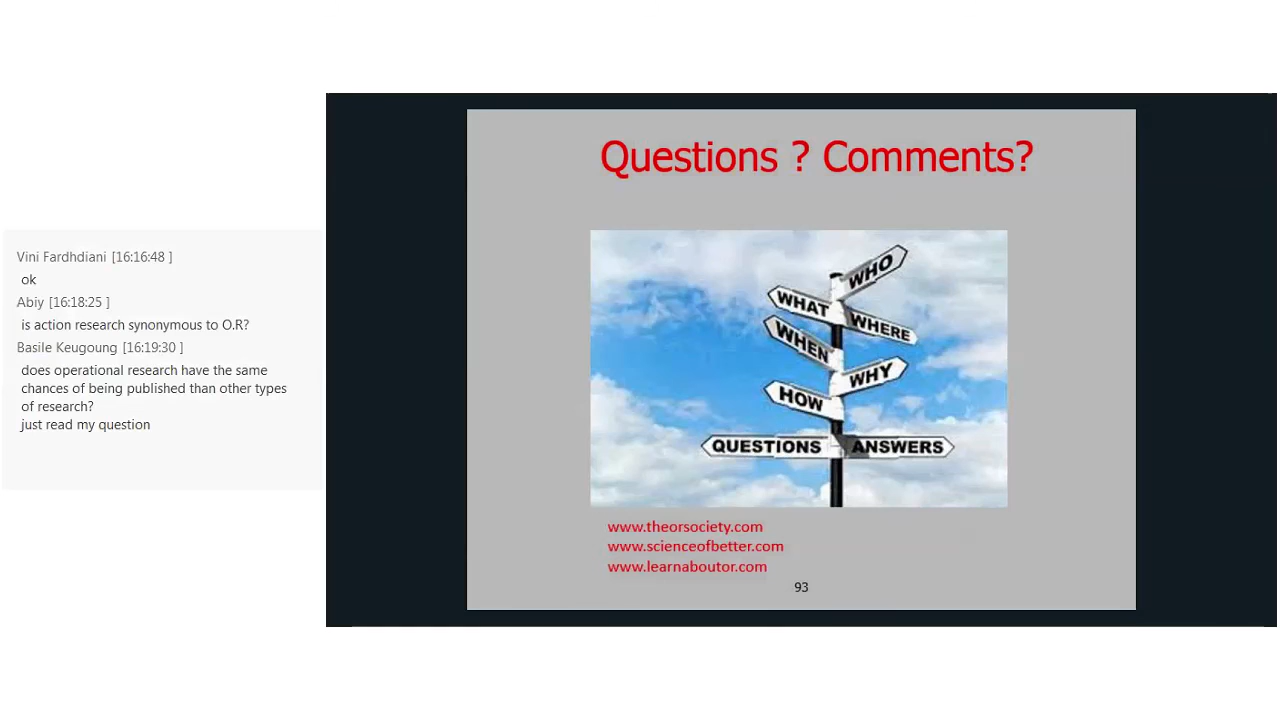 Vini Fardhdiani [16:16:48 ]
ok
Abiy [16:18:25 ]
is action research synonymous to O.R?
Basile Keugoung [16:19:30 ]
does operational research have the same
chances of being published than other types
of research?
just read my question
Questions ? Comments?
WHO
WHAT
WHERE
WHEN
WHY
HOW
QUESTIONS ANSWERS
www.theorsociety.com
www.scienceofbetter.com
www.learnaboutor.com
93